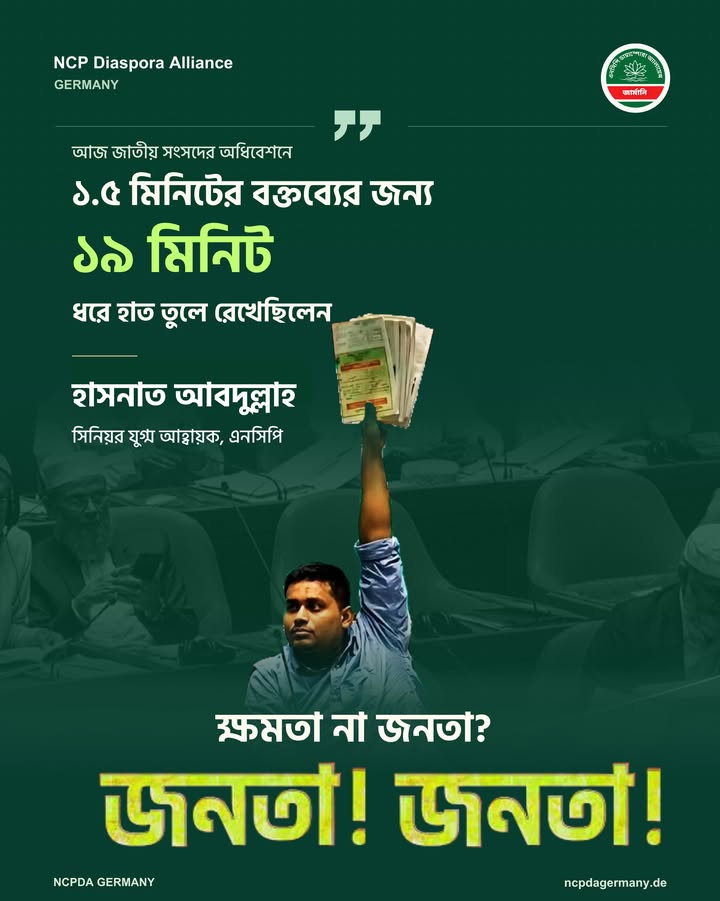 NCP Diaspora Alliance
GERMANY
এনসিপি ডায়াস্পোরা অ্যালায়েন্স
জার্মানি
আজ জাতীয় সংসদের অধিবেশনে
১.৫ মিনিটের বক্তব্যের জন্য
১৯ মিনিট
ধরে হাত তুলে রেখেছিলেন
হাসনাত আবদুল্লাহ
সিনিয়র যুগ্ম আহ্বায়ক, এনসিপি
ক্ষমতা না জনতা?
জনতা! জনতা!
NCPDA GERMANY
ncpdagermany.de